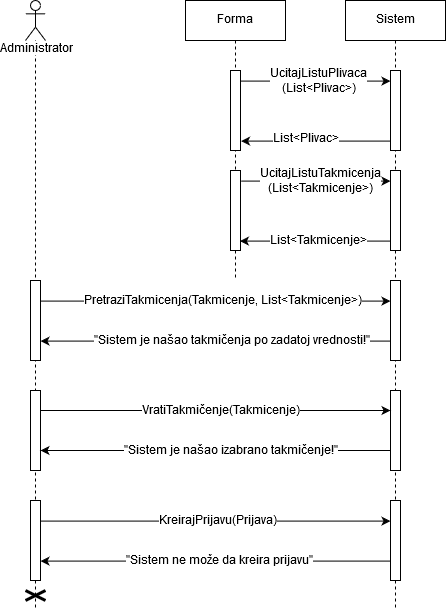 Administrator
Forma
Sistem
UcitajListuPlivaca
(List<Plivac>)
List<Plivac>
UcitajListuTakmicenja
(List<Takmicenje>)
List<Takmicenje>
PretraziTakmicenja(Takmicenje, List<Takmicenje>)
"Sistem je našao takmičenja po zadatoj vrednosti!"
VratiTakmičenje(Takmicenje)
"Sistem je našao izabrano takmičenje!"
KreirajPrijavu(Prijava)
"Sistem ne može da kreira prijavu"